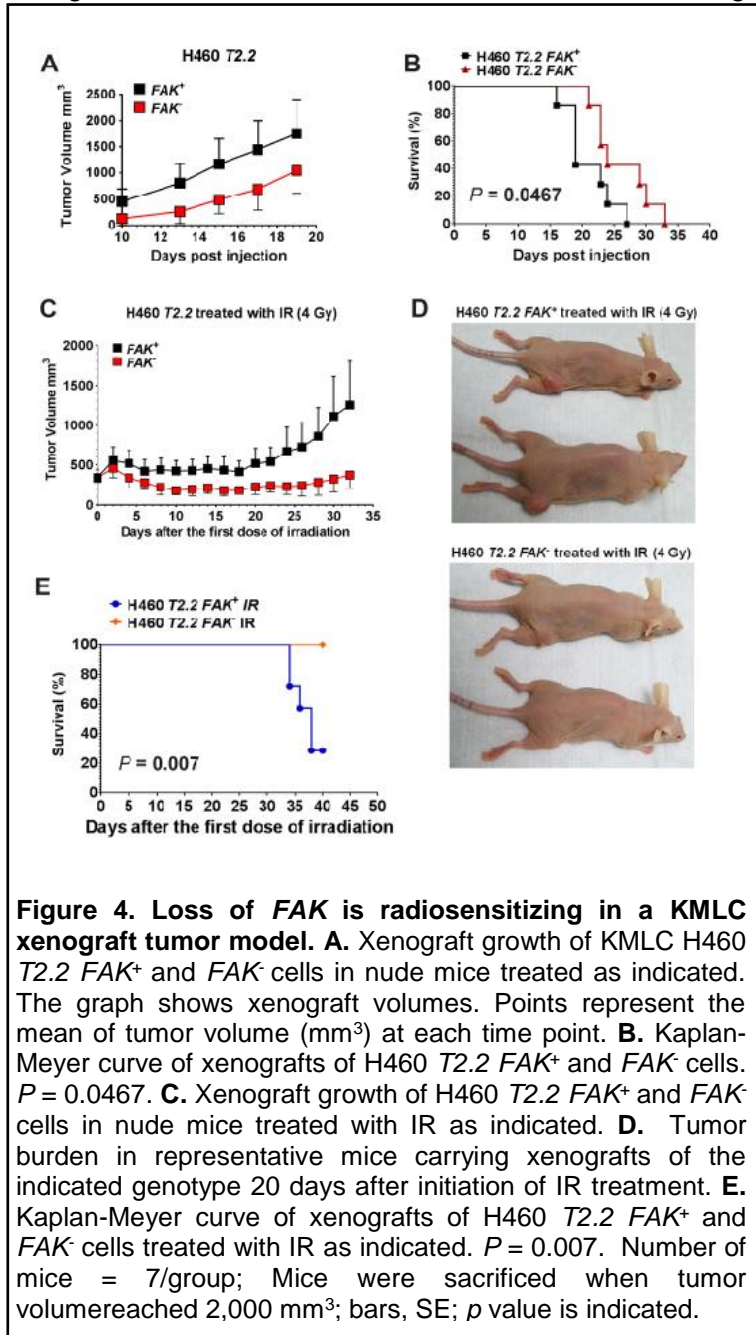 A
H460 T2.2
FAK⁺
FAK⁻
Tumor Volume mm³
2500
2000
1500
1000
500
0
10 12 14 16 18 20
Days post injection
B
H460 T2.2 FAK⁺
H460 T2.2 FAK⁻
Survival (%)
100
80
60
40
20
0
P = 0.0467
0 5 10 15 20 25 30 35 40
Days post injection
C
H460 T2.2 treated with IR (4 Gy)
FAK⁺
FAK⁻
Tumor Volume mm³
2000
1500
1000
500
0
0 5 10 15 20 25 30 35
Days after the first dose of irradiation
D
H460 T2.2 FAK⁺ treated with IR (4 Gy)
H460 T2.2 FAK⁻ treated with IR (4 Gy)
E
H460 T2.2 FAK⁺ IR
H460 T2.2 FAK⁻ IR
Survival (%)
100
80
60
40
20
0
P = 0.007
0 5 10 15 20 25 30 35 40 45 50
Days after the first dose of irradiation
Figure 4. Loss of FAK is radiosensitizing in a KMLC
xenograft tumor model. A. Xenograft growth of KMLC H460
T2.2 FAK⁺ and FAK⁻ cells in nude mice treated as indicated.
The graph shows xenograft volumes. Points represent the
mean of tumor volume (mm³) at each time point. B. Kaplan-
Meyer curve of xenografts of H460 T2.2 FAK⁺ and FAK⁻ cells.
P = 0.0467. C. Xenograft growth of H460 T2.2 FAK⁺ and FAK⁻
cells in nude mice treated with IR as indicated. D. Tumor
burden in representative mice carrying xenografts of the
indicated genotype 20 days after initiation of IR treatment. E.
Kaplan-Meyer curve of xenografts of H460 T2.2 FAK⁺ and
FAK⁻ cells treated with IR as indicated. P = 0.007. Number of
mice = 7/group; Mice were sacrificed when tumor
volumereached 2,000 mm³; bars, SE; p value is indicated.